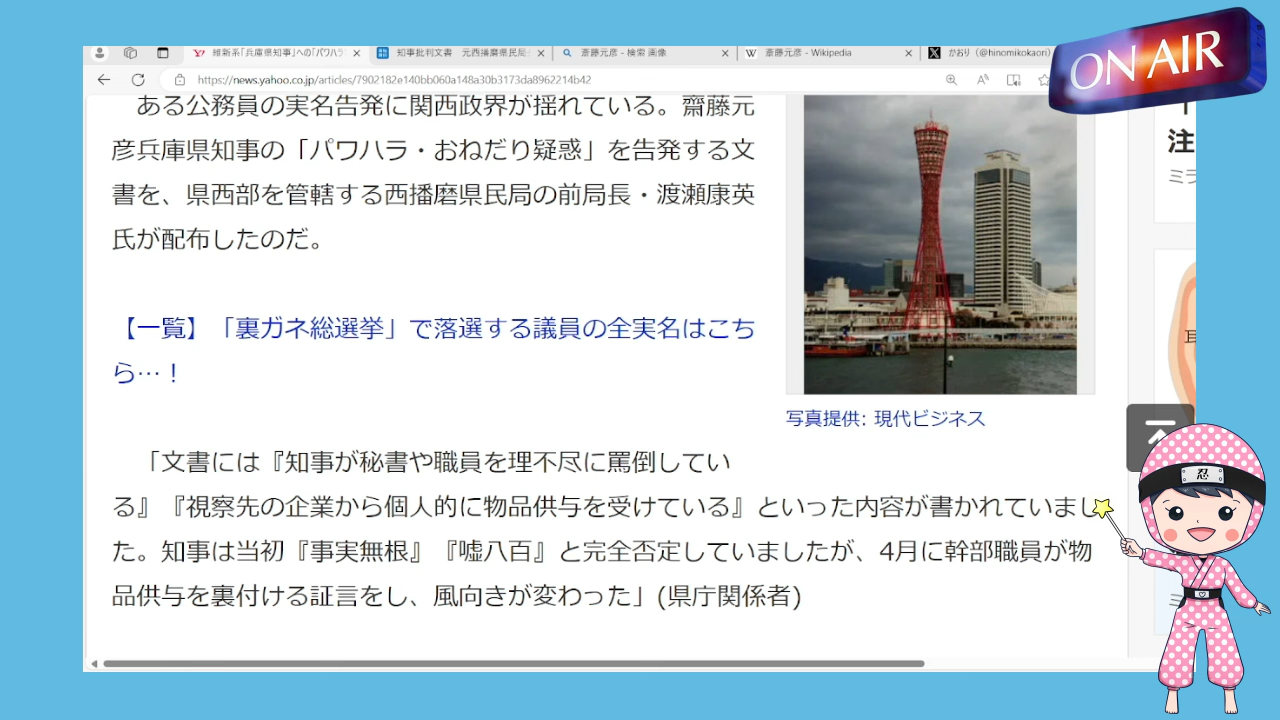 維新系「兵庫県知事」への「パワハラ
知事批判文書 元西播磨県民局
斎藤元彦 - 検索 画像
斎藤元彦 - Wikipedia
かおり (@hinomikokaori)
https://news.yahoo.co.jp/articles/7902182e140bb060a148a30b3173da8962214b42
ON AIR
ある公務員の実名告発に関西政界が揺れている。齋藤元
彦兵庫県知事の「パワハラ・おねだり疑惑」を告発する文
書を、県西部を管轄する西播磨県民局の前局長・渡瀬康英
氏が配布したのだ。
【一覧】「裏ガネ総選挙」で落選する議員の全実名はこち
ら…！
写真提供: 現代ビジネス
「文書には『知事が秘書や職員を理不尽に罵倒してい
る』『視察先の企業から個人的に物品供与を受けている』といった内容が書かれていまし
た。知事は当初『事実無根』『嘘八百』と完全否定していましたが、4月に幹部職員が物
品供与を裏付ける証言をし、風向きが変わった」(県庁関係者)
注
ミラ
耳
忍